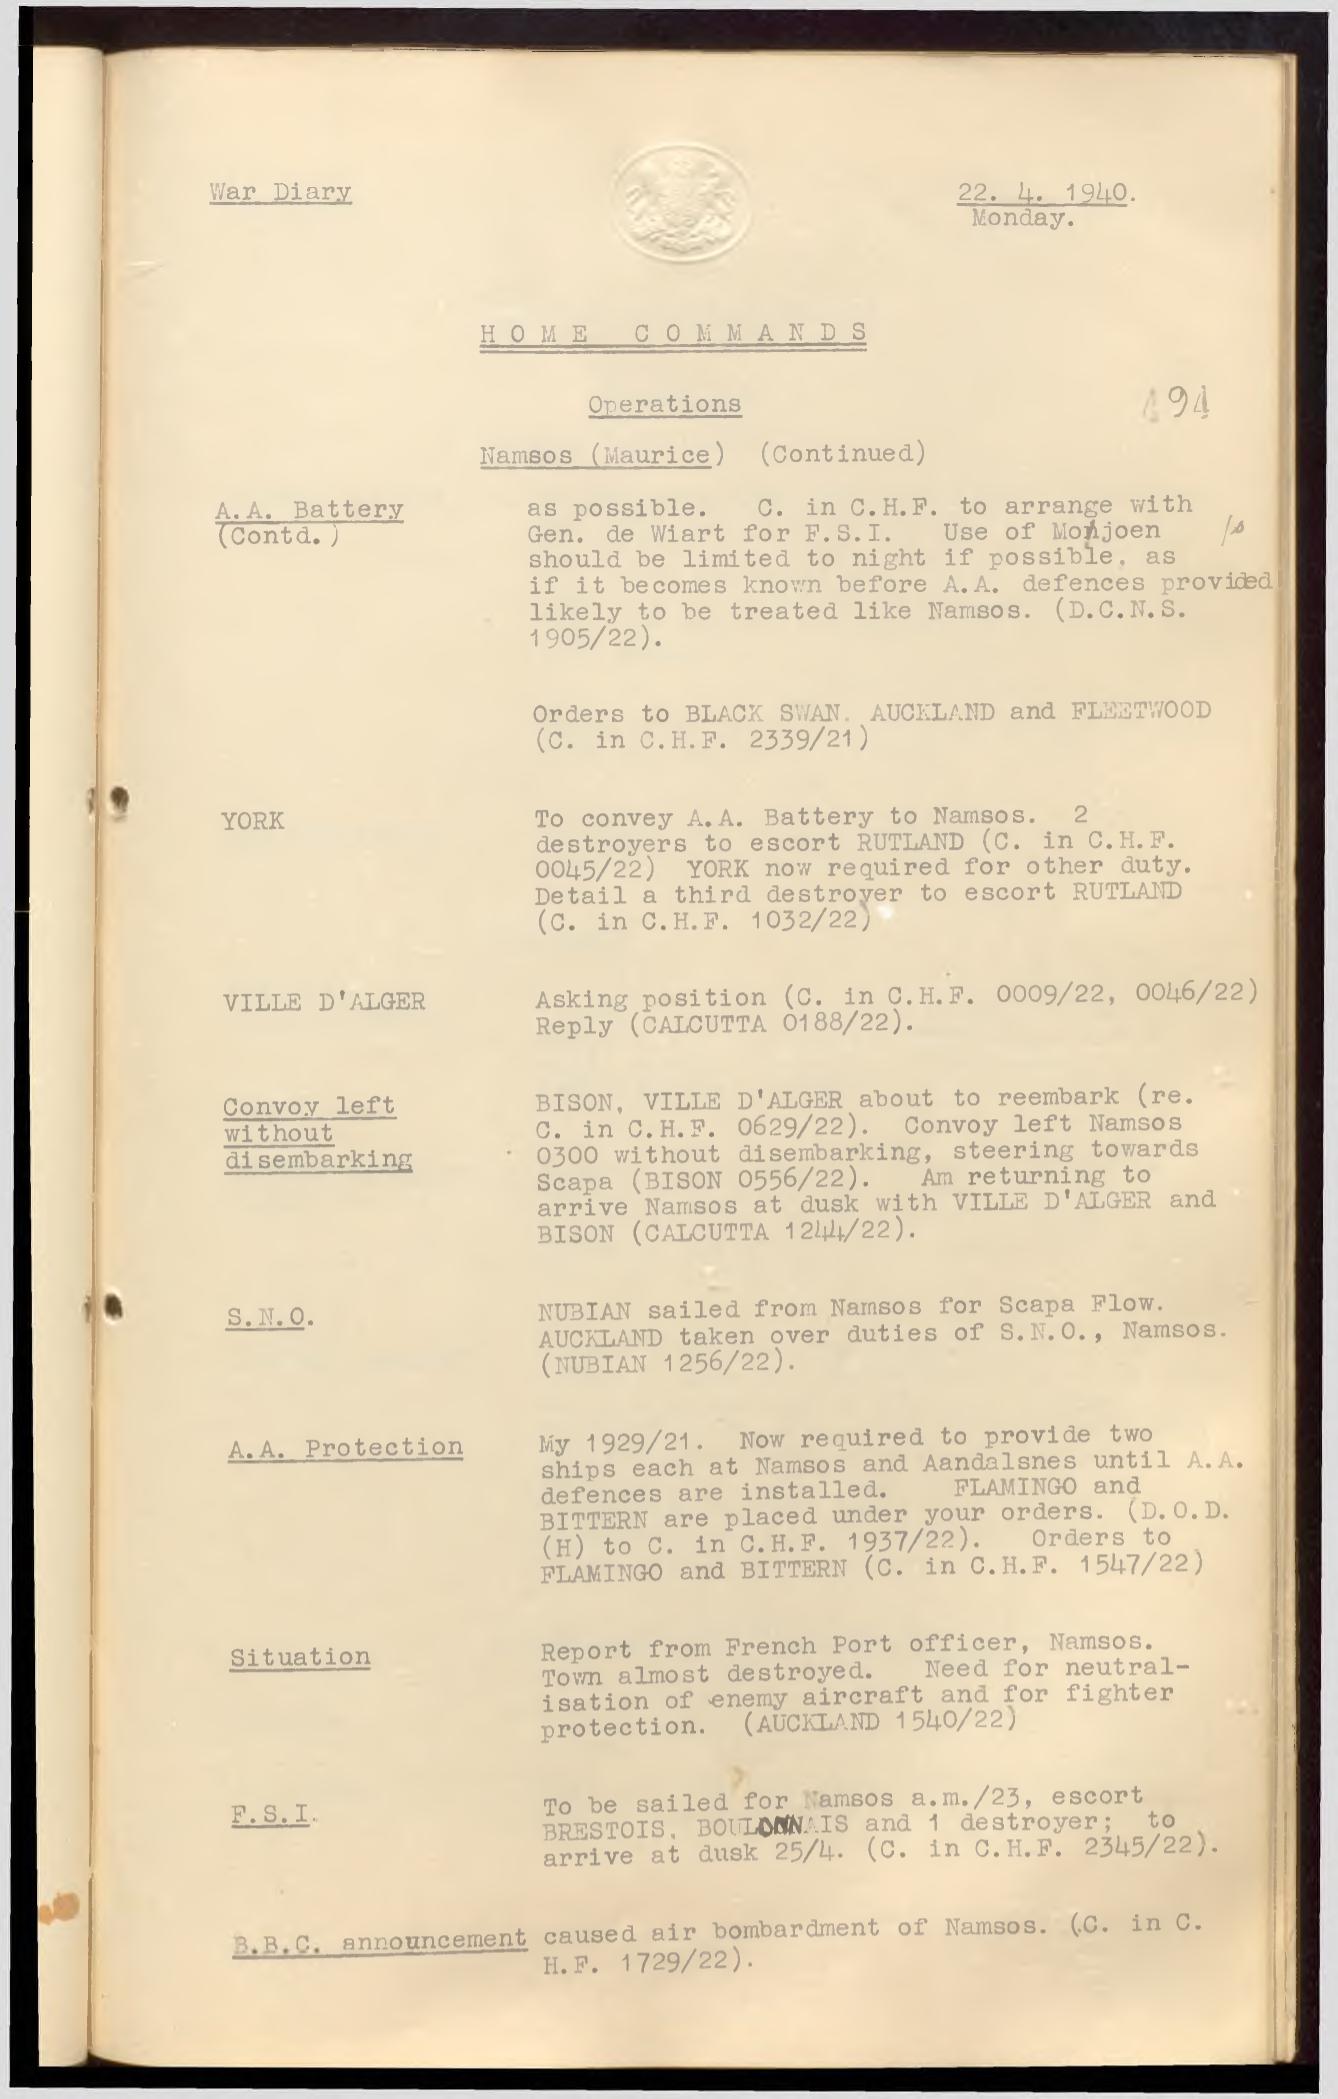 War Diary
22. 4. 1940.
Monday.
HOME COMMANDS
Operations
494
Namsos (Maurice) (Continued)
A.A. Battery
(Contd.)
as possible. C. in C.H.F. to arrange with
Gen. de Wiart for F.S.I. Use of Mosjoen
should be limited to night if possible, as
if it becomes known before A.A. defences provided
likely to be treated like Namsos. (D.C.N.S.
1905/22).
Orders to BLACK SWAN. AUCKLAND and FLEETWOOD
(C. in C.H.F. 2339/21)
YORK
To convey A.A. Battery to Namsos. 2
destroyers to escort RUTLAND (C. in C.H.F.
0045/22) YORK now required for other duty.
Detail a third destroyer to escort RUTLAND
(C. in C.H.F. 1032/22)
VILLE D'ALGER
Asking position (C. in C.H.F. 0009/22, 0046/22)
Reply (CALCUTTA 0188/22).
Convoy left
without
disembarking
BISON, VILLE D'ALGER about to reembark (re.
C. in C.H.F. 0629/22). Convoy left Namsos
0300 without disembarking, steering towards
Scapa (BISON 0556/22). Am returning to
arrive Namsos at dusk with VILLE D'ALGER and
BISON (CALCUTTA 1244/22).
S.N.O.
NUBIAN sailed from Namsos for Scapa Flow.
AUCKLAND taken over duties of S.N.O., Namsos.
(NUBIAN 1256/22).
A.A. Protection
My 1929/21. Now required to provide two
ships each at Namsos and Aandalsnes until A.A.
defences are installed. FLAMINGO and
BITTERN are placed under your orders. (D.O.D.
(H) to C. in C.H.F. 1937/22). Orders to
FLAMINGO and BITTERN (C. in C.H.F. 1547/22)
Situation
Report from French Port officer, Namsos.
Town almost destroyed. Need for neutral-
isation of enemy aircraft and for fighter
protection. (AUCKLAND 1540/22)
F.S.I.
To be sailed for Namsos a.m./23, escort
BRESTOIS, BOULONNAIS and 1 destroyer; to
arrive at dusk 25/4. (C. in C.H.F. 2345/22).
B.B.C. announcement caused air bombardment of Namsos. (.C. in C.
H.F. 1729/22).